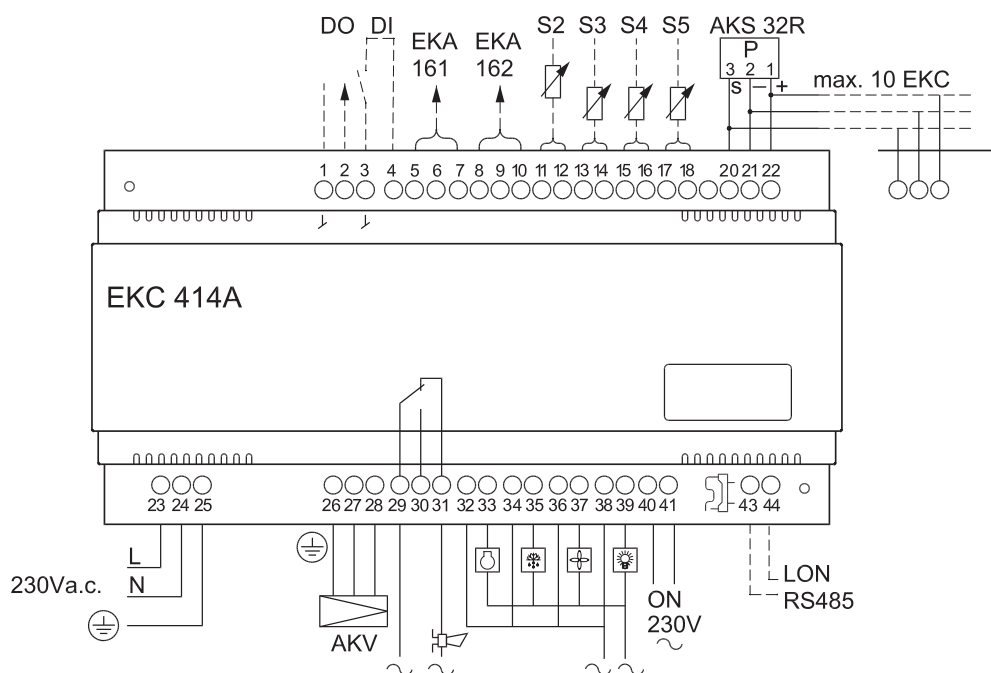 DO DI EKA EKA S2 S3 S4 S5 AKS 32R
161 162 P
3 2 1
s – + max. 10 EKC
1 2 3 4 5 6 7 8 9 10 11 12 13 14 15 16 17 18 20 21 22
EKC 414A
23 24 25 26 27 28 29 30 31 32 33 34 35 36 37 38 39 40 41 43 44
L
230Va.c. N
AKV
ON
230V
LON
RS485